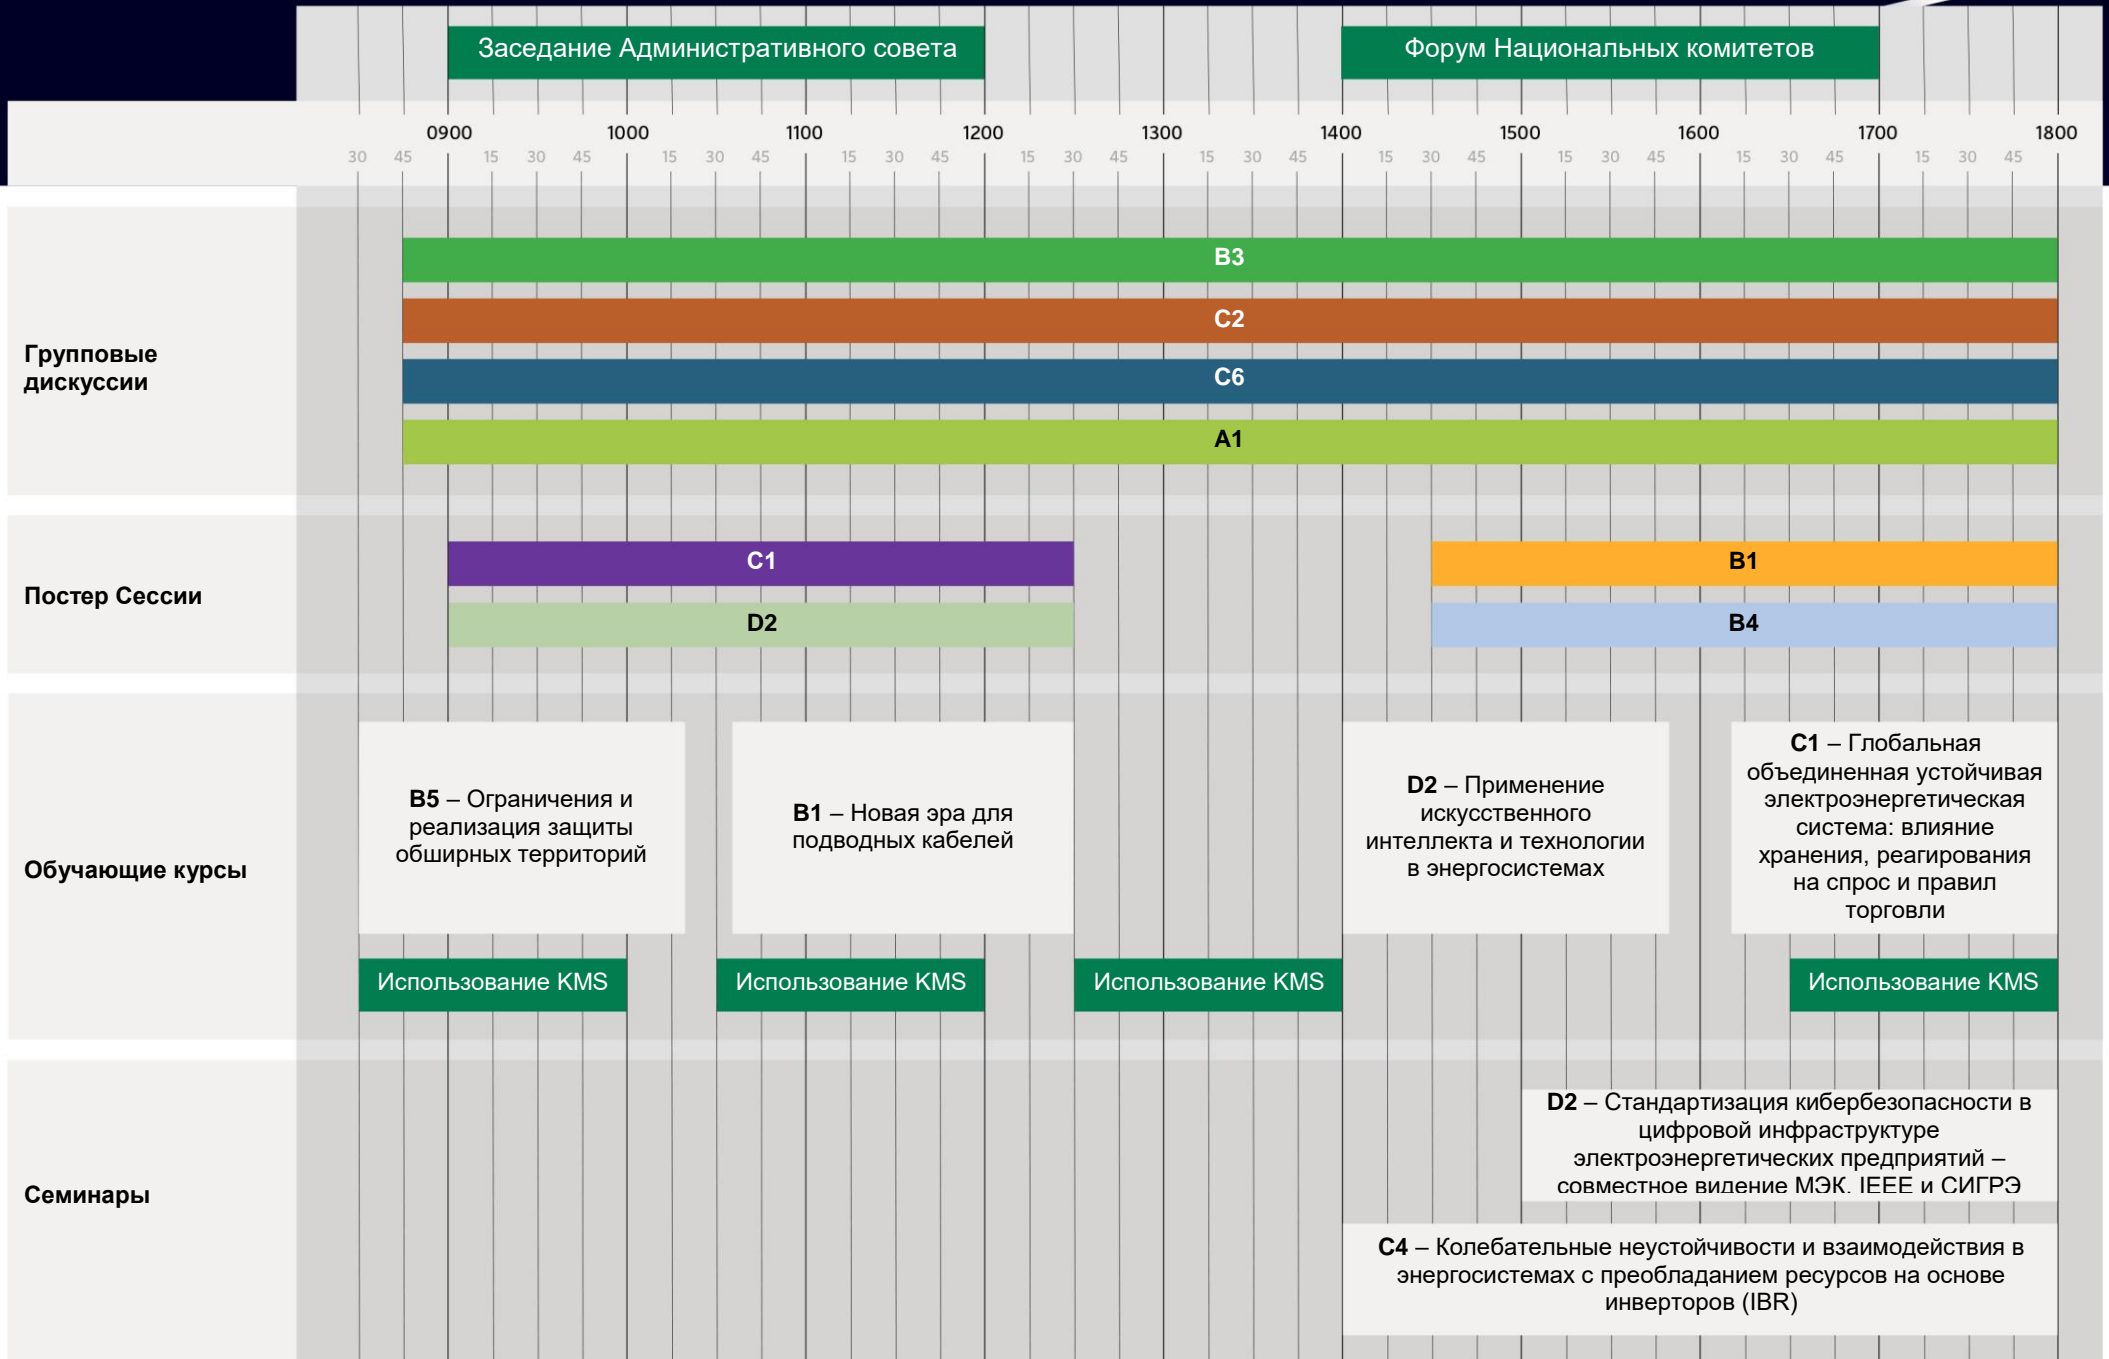 Заседание Административного совета
Форум Национальных комитетов
0900 1000 1100 1200 1300 1400 1500 1600 1700 1800
30 45 15 30 45 15 30 45 15 30 45 15 30 45 15 30 45 15 30 45 15 30 45 15 30 45 15 30 45
B3
C2
Групповые
дискуссии
C6
A1
C1
B1
Постер Сессии
D2
B4
Обучающие курсы
B5 – Ограничения и
реализация защиты
обширных территорий
B1 – Новая эра для
подводных кабелей
D2 – Применение
искусственного
интеллекта и технологии
в энергосистемах
C1 – Глобальная
объединенная устойчивая
электроэнергетическая
система: влияние
хранения, реагирования
на спрос и правил
торговли
Использование KMS
Использование KMS
Использование KMS
Использование KMS
Семинары
D2 – Стандартизация кибербезопасности в
цифровой инфраструктуре
электроэнергетических предприятий –
совместное видение МЭК, IEEE и СИГРЭ
C4 – Колебательные неустойчивости и взаимодействия в
энергосистемах с преобладанием ресурсов на основе
инверторов (IBR)